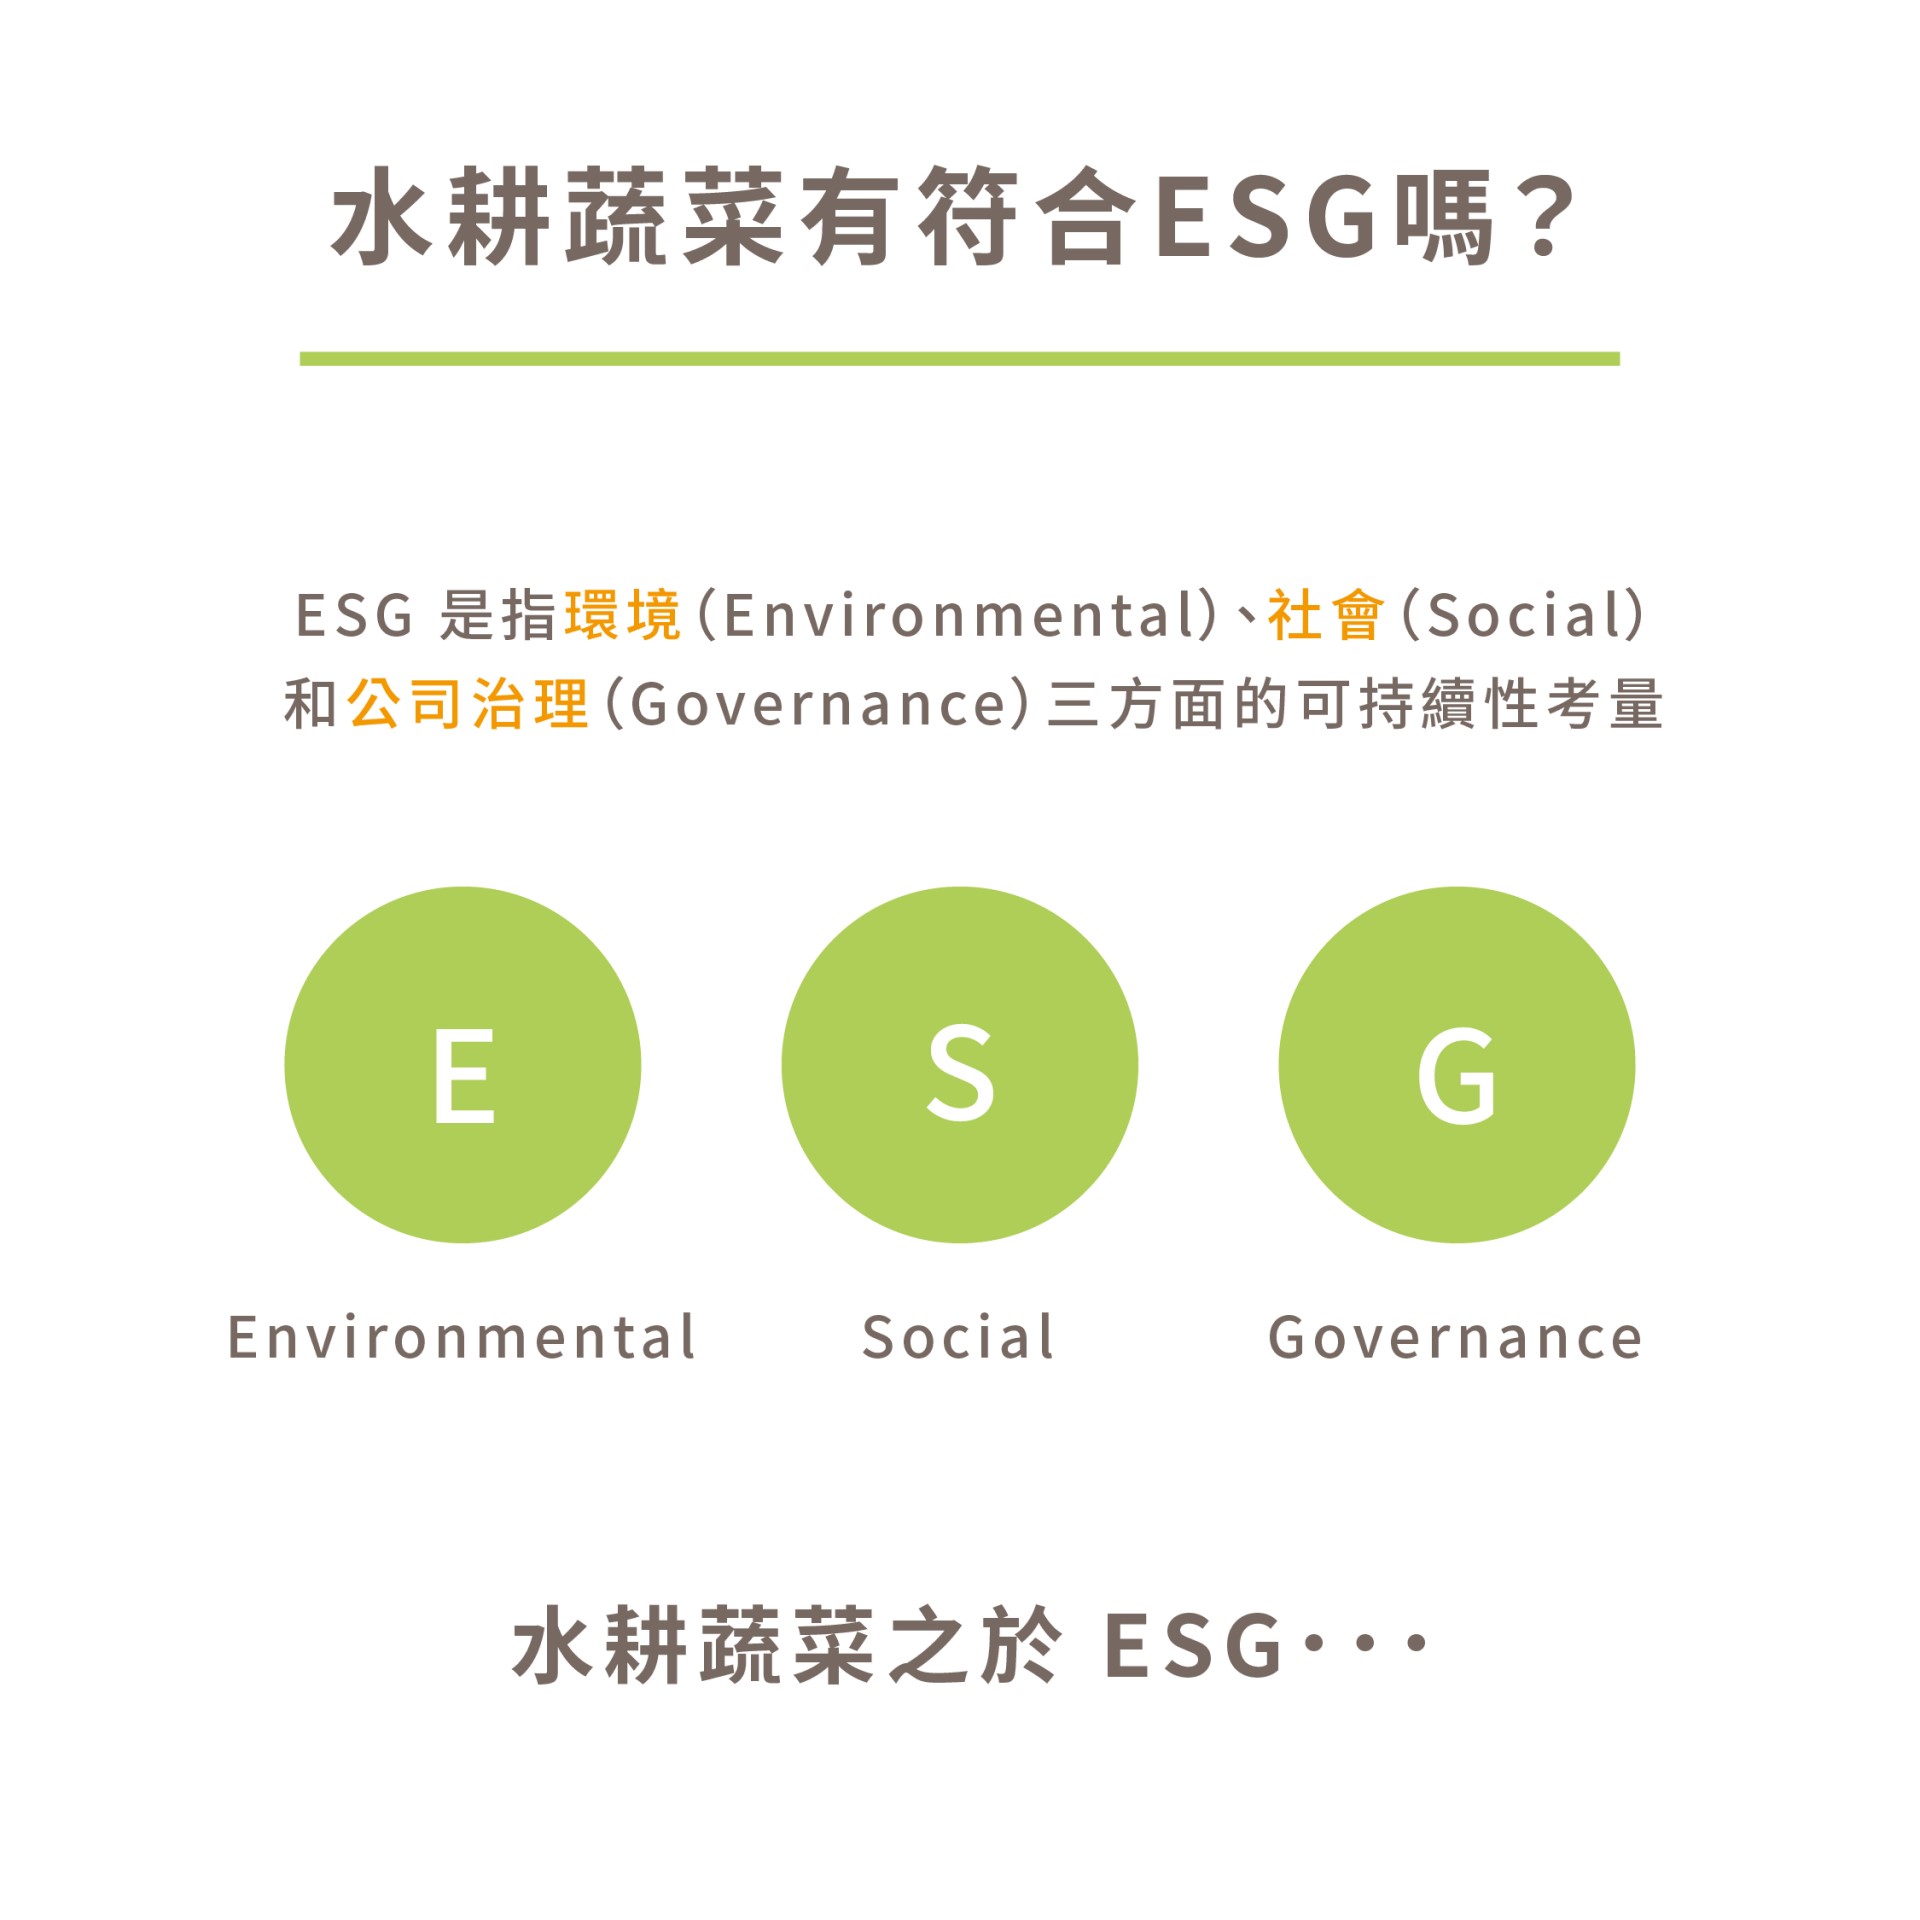 水耕蔬菜有符合ESG嗎?
ESG 是指環境(Environmental)、社會(Social)
和公司治理(Governance)三方面的可持續性考量
E
S
G
Environmental
Social
Governance
水耕蔬菜之於 ESG···